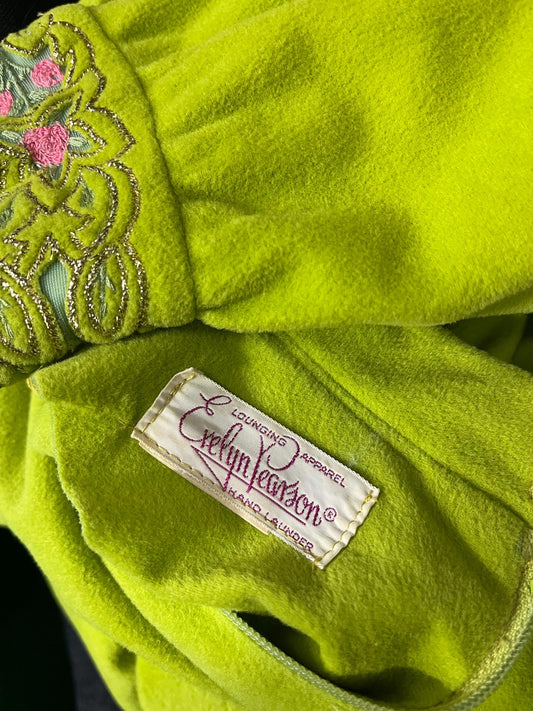 LOUNGING APPAREL
Evelyn Pearson®
HAND LAUNDER